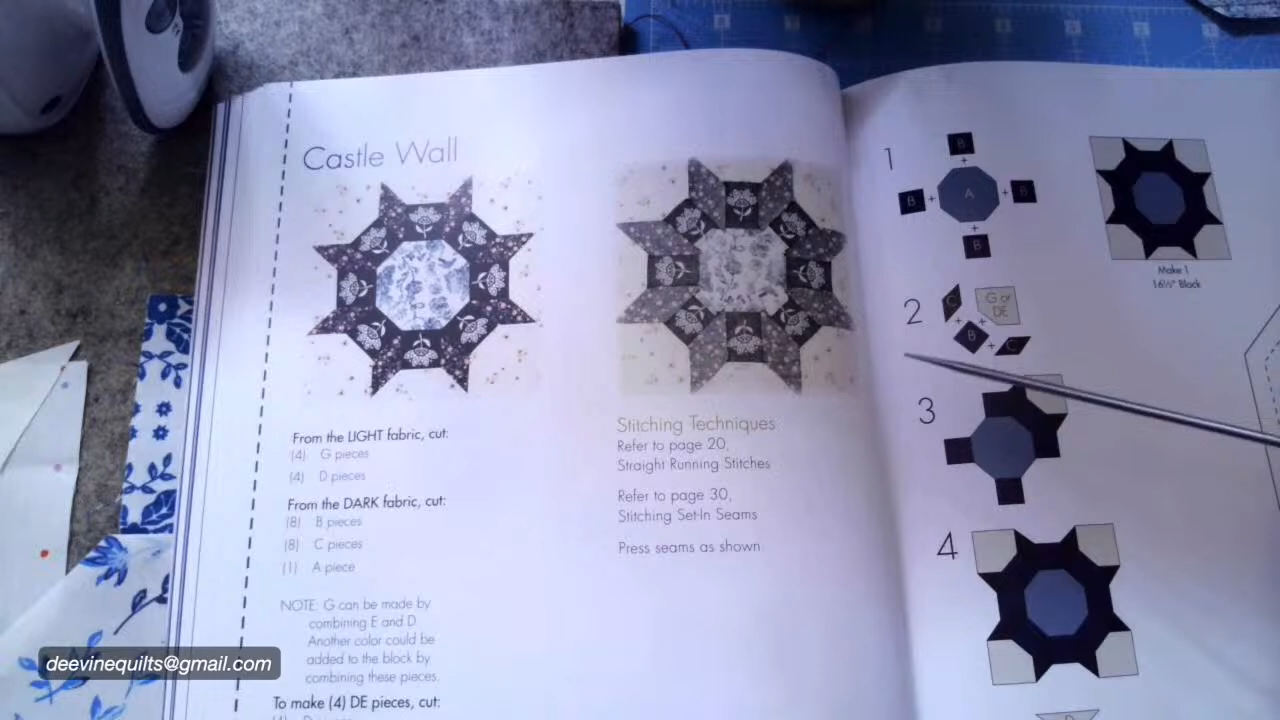 Castle Wall
From the LIGHT fabric, cut:
(4) G pieces
(4) D pieces
From the DARK fabric, cut:
(8) B pieces
(8) C pieces
(1) A piece
NOTE: G can be made by
combining E and D
Another color could be
added to the block by
combining these pieces.
To make (4) DE pieces, cut:
Stitching Techniques
Refer to page 20,
Straight Running Stitches
Refer to page 30,
Stitching Set-In Seams
Press seams as shown
1
B
+
B + A + B
+
B
Make 1
16½" Block
2
C
G or
DE
+ +
B + C
3
4
D
deevinequilts@gmail.com